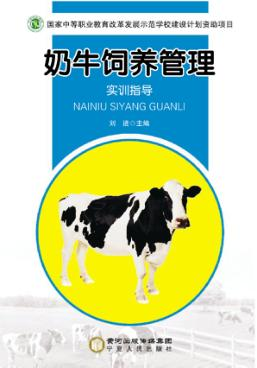 国家中等职业教育改革发展示范学校建设计划资助项目
奶牛饲养管理
实训指导
NAINIU SIYANG GUANLI
刘洁◎主编
黄河出版传媒集团
宁夏人民出版社